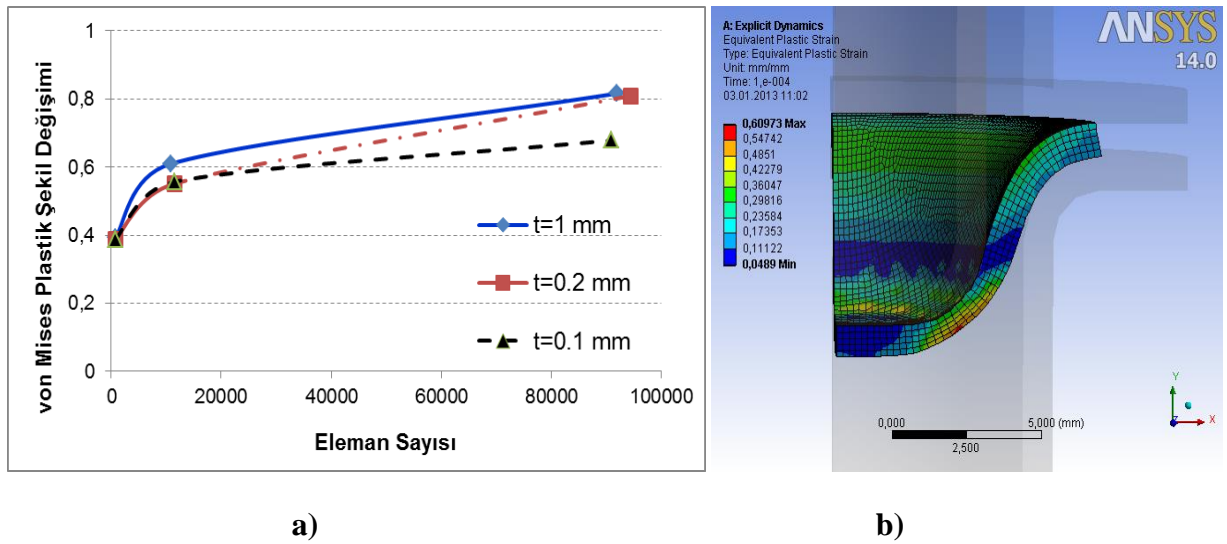 1
0,8
0,6
0,4
0,2
0
von Mises Plastik Şekil Değişimi
t=1 mm
t=0.2 mm
t=0.1 mm
0 20000 40000 60000 80000 100000
Eleman Sayısı
A: Explicit Dynamics
Equivalent Plastic Strain
Type: Equivalent Plastic Strain
Unit: mm/mm
Time: 1,e-004
03.01.2013 11:02
0,60973 Max
0,54742
0,4851
0,42279
0,36047
0,29816
0,23584
0,17353
0,11122
0,0489 Min
ANSYS
14.0
0,000 5,000 (mm)
2,500
Y
Z X
a) b)